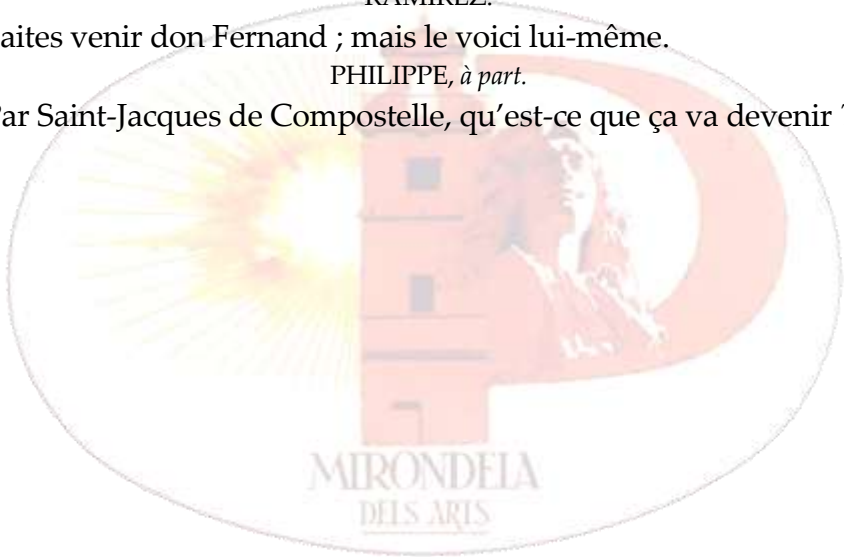 RAMIREZ.
aites venir don Fernand ; mais le voici lui-même.
PHILIPPE, à part.
ar Saint-Jacques de Compostelle, qu'est-ce que ça va devenir ?
MIRONDELA
DELS ARTS